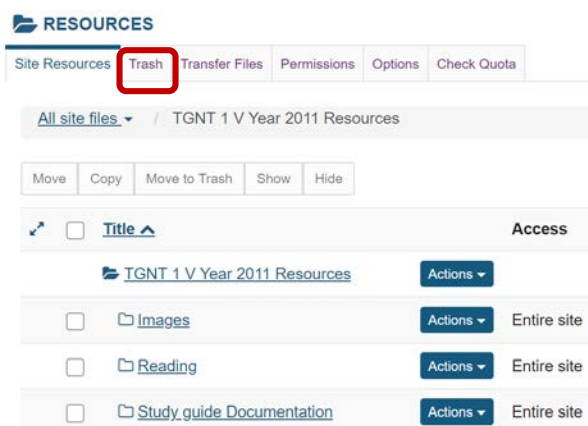 RESOURCES
Site Resources Trash Transfer Files Permissions Options Check Quota
All site files / TGNT 1 V Year 2011 Resources
Move Copy Move to Trash Show Hide
Title Access
TGNT 1 V Year 2011 Resources Actions
Images Actions Entire site
Reading Actions Entire site
Study guide Documentation Actions Entire site